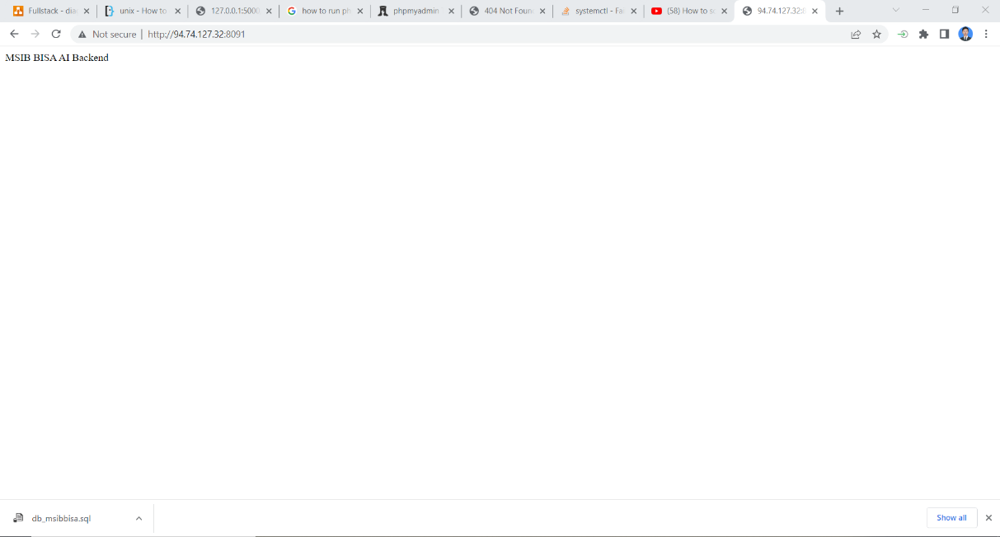 Fullstack - dia
unix - How to
127.0.0.1:5000
how to run ph
phpmyadmin
404 Not Foun
systemctl - Fai
(58) How to s
94.74.127.32:
Not secure | http://94.74.127.32:8091
MSIB BISA AI Backend
db_msibbisa.sql
Show all